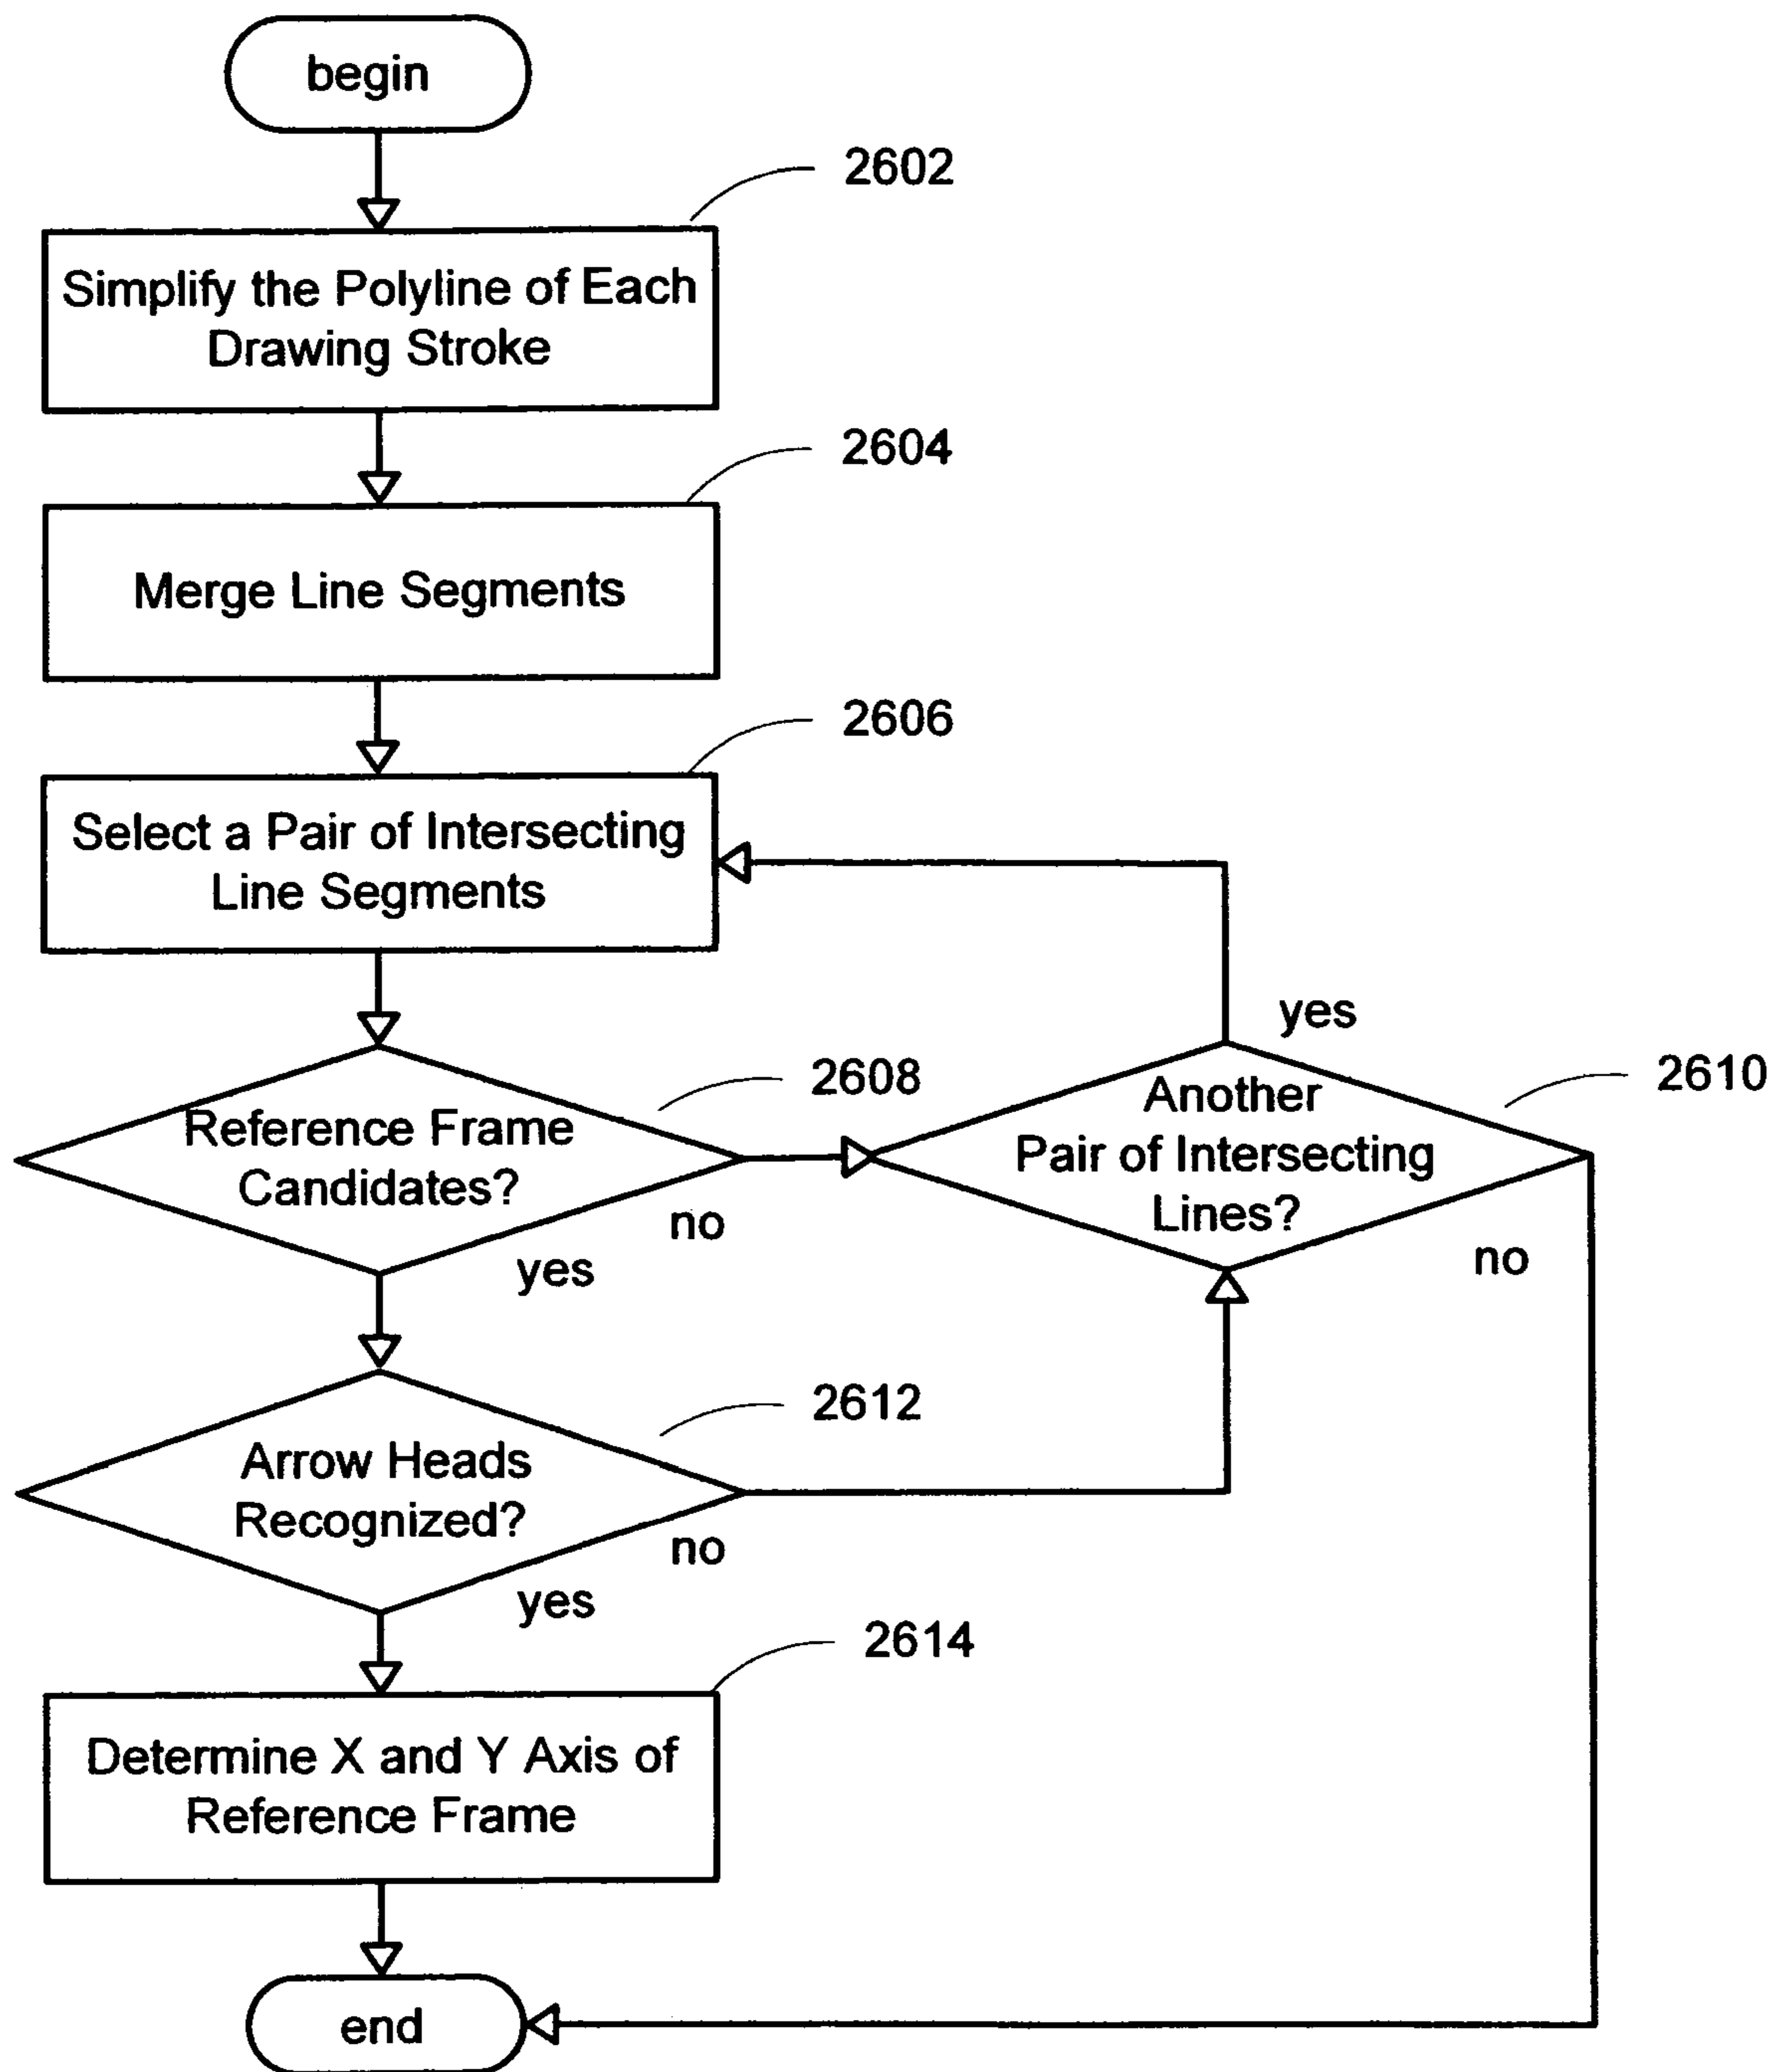 begin
2602
Simplify the Polyline of Each
Drawing Stroke
2604
Merge Line Segments
2606
Select a Pair of Intersecting
Line Segments
yes
2608
2610
Reference Frame
Candidates?
Another
Pair of Intersecting
Lines?
no
no
yes
2612
Arrow Heads
Recognized?
no
yes
2614
Determine X and Y Axis of
Reference Frame
end